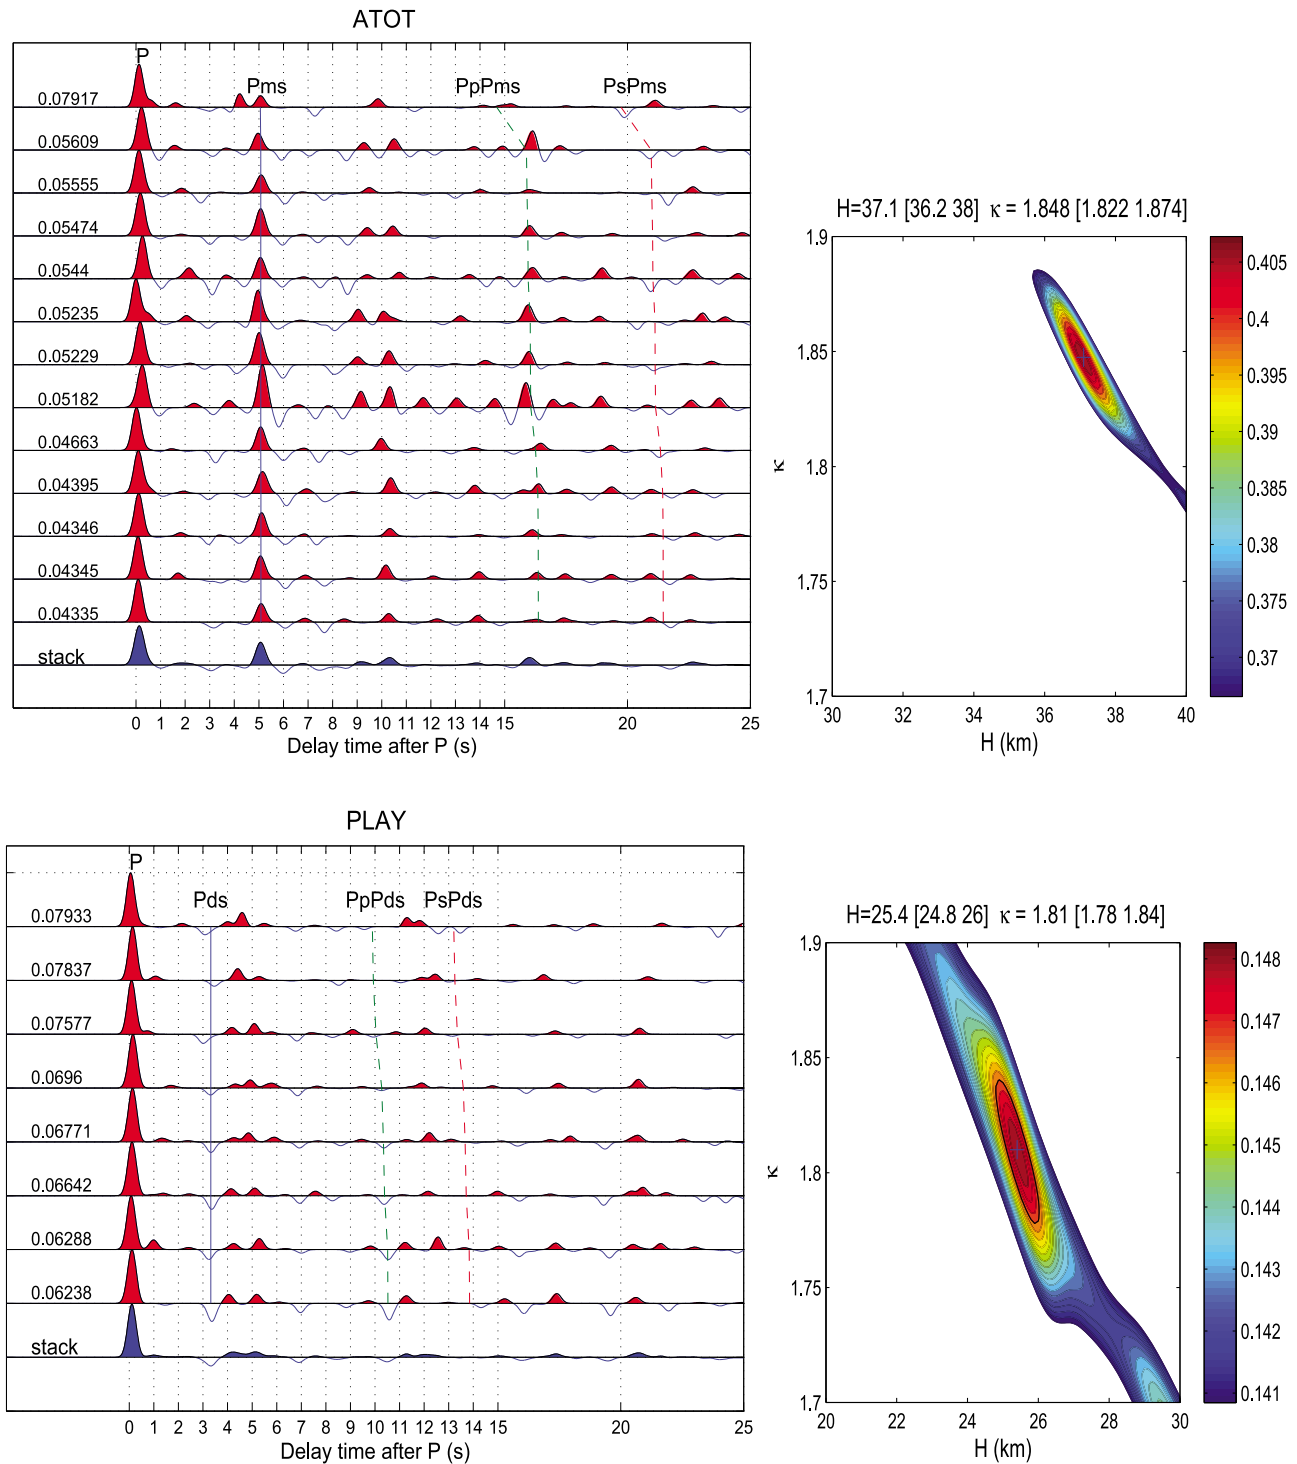 ATOT
P
Pms PpPms PsPms
0.07917
0.05609
0.05555
0.05474
0.0544
0.05235
0.05229
0.05182
0.04663
0.04395
0.04346
0.04345
0.04335
stack
0 1 2 3 4 5 6 7 8 9 10 11 12 13 14 15 20 25
Delay time after P (s)
H=37.1 [36.2 38] κ = 1.848 [1.822 1.874]
1.9
1.85
1.8
1.75
1.7
κ
30 32 34 36 38 40
H (km)
0.405
0.4
0.395
0.39
0.385
0.38
0.375
0.37
PLAY
P
Pds PpPds PsPds
0.07933
0.07837
0.07577
0.0696
0.06771
0.06642
0.06288
0.06238
stack
0 1 2 3 4 5 6 7 8 9 10 11 12 13 14 15 20 25
Delay time after P (s)
H=25.4 [24.8 26] κ = 1.81 [1.78 1.84]
1.9
1.85
1.8
1.75
1.7
κ
20 22 24 26 28 30
H (km)
0.148
0.147
0.146
0.145
0.144
0.143
0.142
0.141